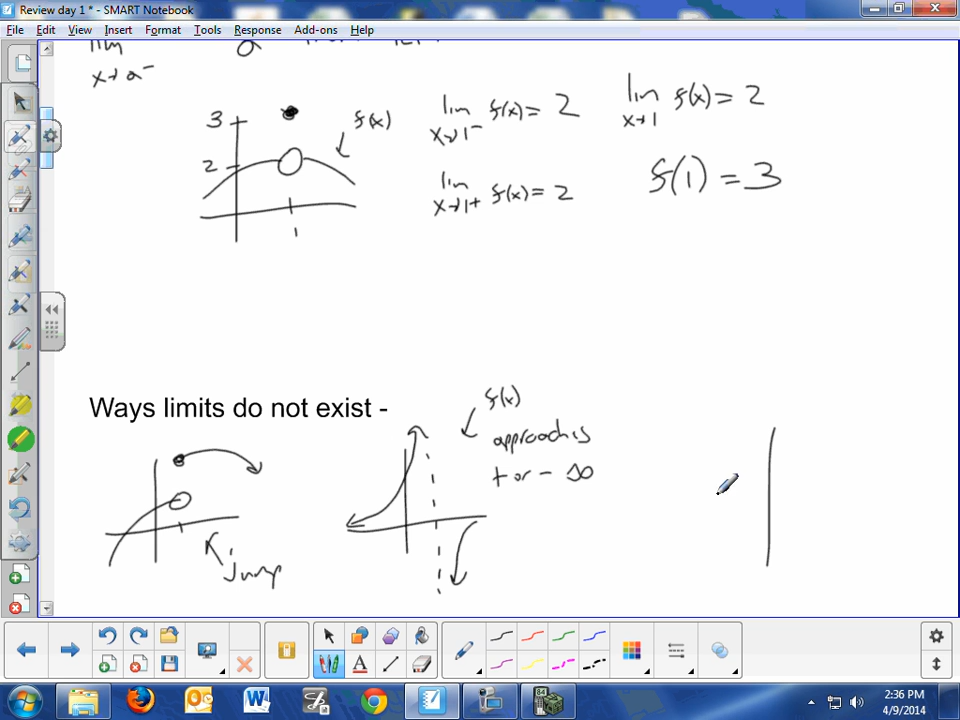 Review day 1 * - SMART Notebook
File Edit View Insert Format Tools Response Add-ons Help
lim
x→a⁻
3
2
1
f(x)
lim f(x) = 2
x→1⁻
lim f(x) = 2
x→1⁺
lim f(x) = 2
x→1
f(1) = 3
Ways limits do not exist -
jump
f(x)
approaches
+ or - ∞
A
W
2:36 PM
4/9/2014